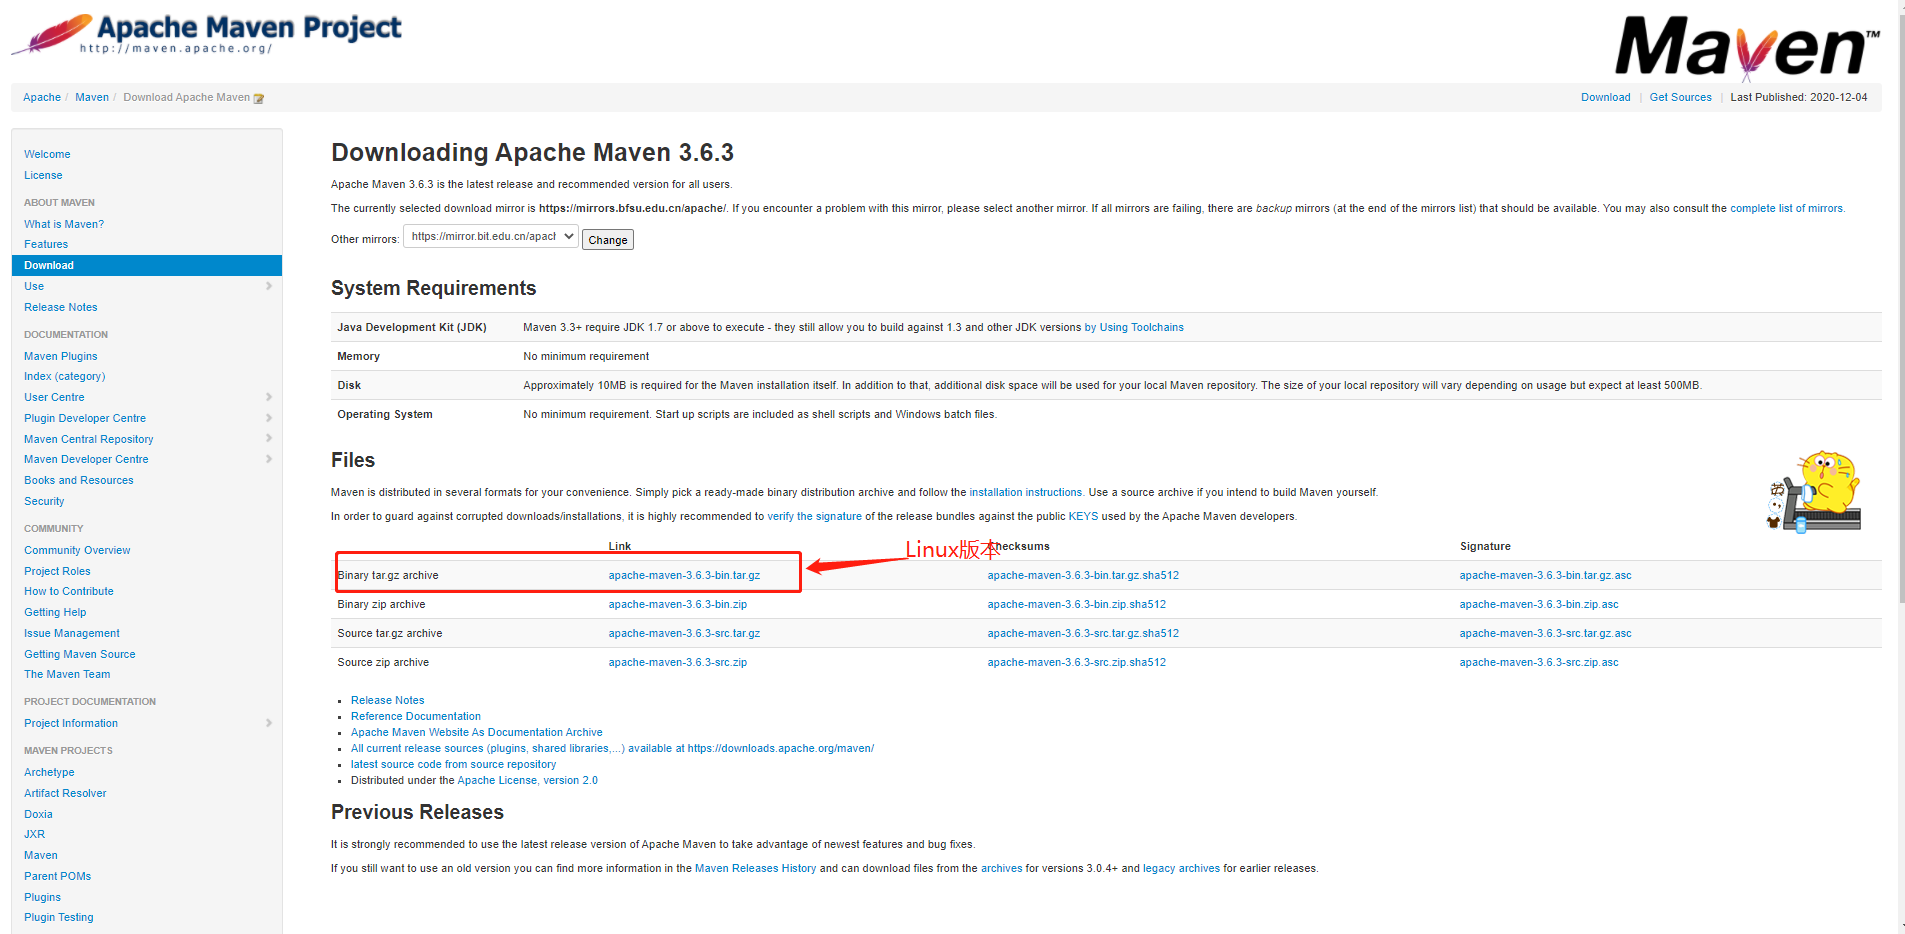 Apache Maven Project
http://maven.apache.org/
Maven™
Apache / Maven / Download Apache Maven
Download | Get Sources | Last Published: 2020-12-04
Welcome
License
ABOUT MAVEN
What is Maven?
Features
Download
Use
Release Notes
DOCUMENTATION
Maven Plugins
Index (category)
User Centre
Plugin Developer Centre
Maven Central Repository
Maven Developer Centre
Books and Resources
Security
COMMUNITY
Community Overview
Project Roles
How to Contribute
Getting Help
Issue Management
Getting Maven Source
The Maven Team
PROJECT DOCUMENTATION
Project Information
MAVEN PROJECTS
Archetype
Artifact Resolver
Doxia
JXR
Maven
Parent POMs
Plugins
Plugin Testing
Downloading Apache Maven 3.6.3
Apache Maven 3.6.3 is the latest release and recommended version for all users.
The currently selected download mirror is https://mirrors.bfsu.edu.cn/apache/. If you encounter a problem with this mirror, please select another mirror. If all mirrors are failing, there are backup mirrors (at the end of the mirrors list) that should be available. You may also consult the complete list of mirrors.
Other mirrors: https://mirror.bit.edu.cn/apach Change
System Requirements
Java Development Kit (JDK) Maven 3.3+ require JDK 1.7 or above to execute - they still allow you to build against 1.3 and other JDK versions by Using Toolchains
Memory No minimum requirement
Disk Approximately 10MB is required for the Maven installation itself. In addition to that, additional disk space will be used for your local Maven repository. The size of your local repository will vary depending on usage but expect at least 500MB.
Operating System No minimum requirement. Start up scripts are included as shell scripts and Windows batch files.
Files
Maven is distributed in several formats for your convenience. Simply pick a ready-made binary distribution archive and follow the installation instructions. Use a source archive if you intend to build Maven yourself.
In order to guard against corrupted downloads/installations, it is highly recommended to verify the signature of the release bundles against the public KEYS used by the Apache Maven developers.
Link Checksums Signature
Linux版本
Binary tar.gz archive apache-maven-3.6.3-bin.tar.gz apache-maven-3.6.3-bin.tar.gz.sha512 apache-maven-3.6.3-bin.tar.gz.asc
Binary zip archive apache-maven-3.6.3-bin.zip apache-maven-3.6.3-bin.zip.sha512 apache-maven-3.6.3-bin.zip.asc
Source tar.gz archive apache-maven-3.6.3-src.tar.gz apache-maven-3.6.3-src.tar.gz.sha512 apache-maven-3.6.3-src.tar.gz.asc
Source zip archive apache-maven-3.6.3-src.zip apache-maven-3.6.3-src.zip.sha512 apache-maven-3.6.3-src.zip.asc
Release Notes
Reference Documentation
Apache Maven Website As Documentation Archive
All current release sources (plugins, shared libraries,...) available at https://downloads.apache.org/maven/
latest source code from source repository
Distributed under the Apache License, version 2.0
Previous Releases
It is strongly recommended to use the latest release version of Apache Maven to take advantage of newest features and bug fixes.
If you still want to use an old version you can find more information in the Maven Releases History and can download files from the archives for versions 3.0.4+ and legacy archives for earlier releases.